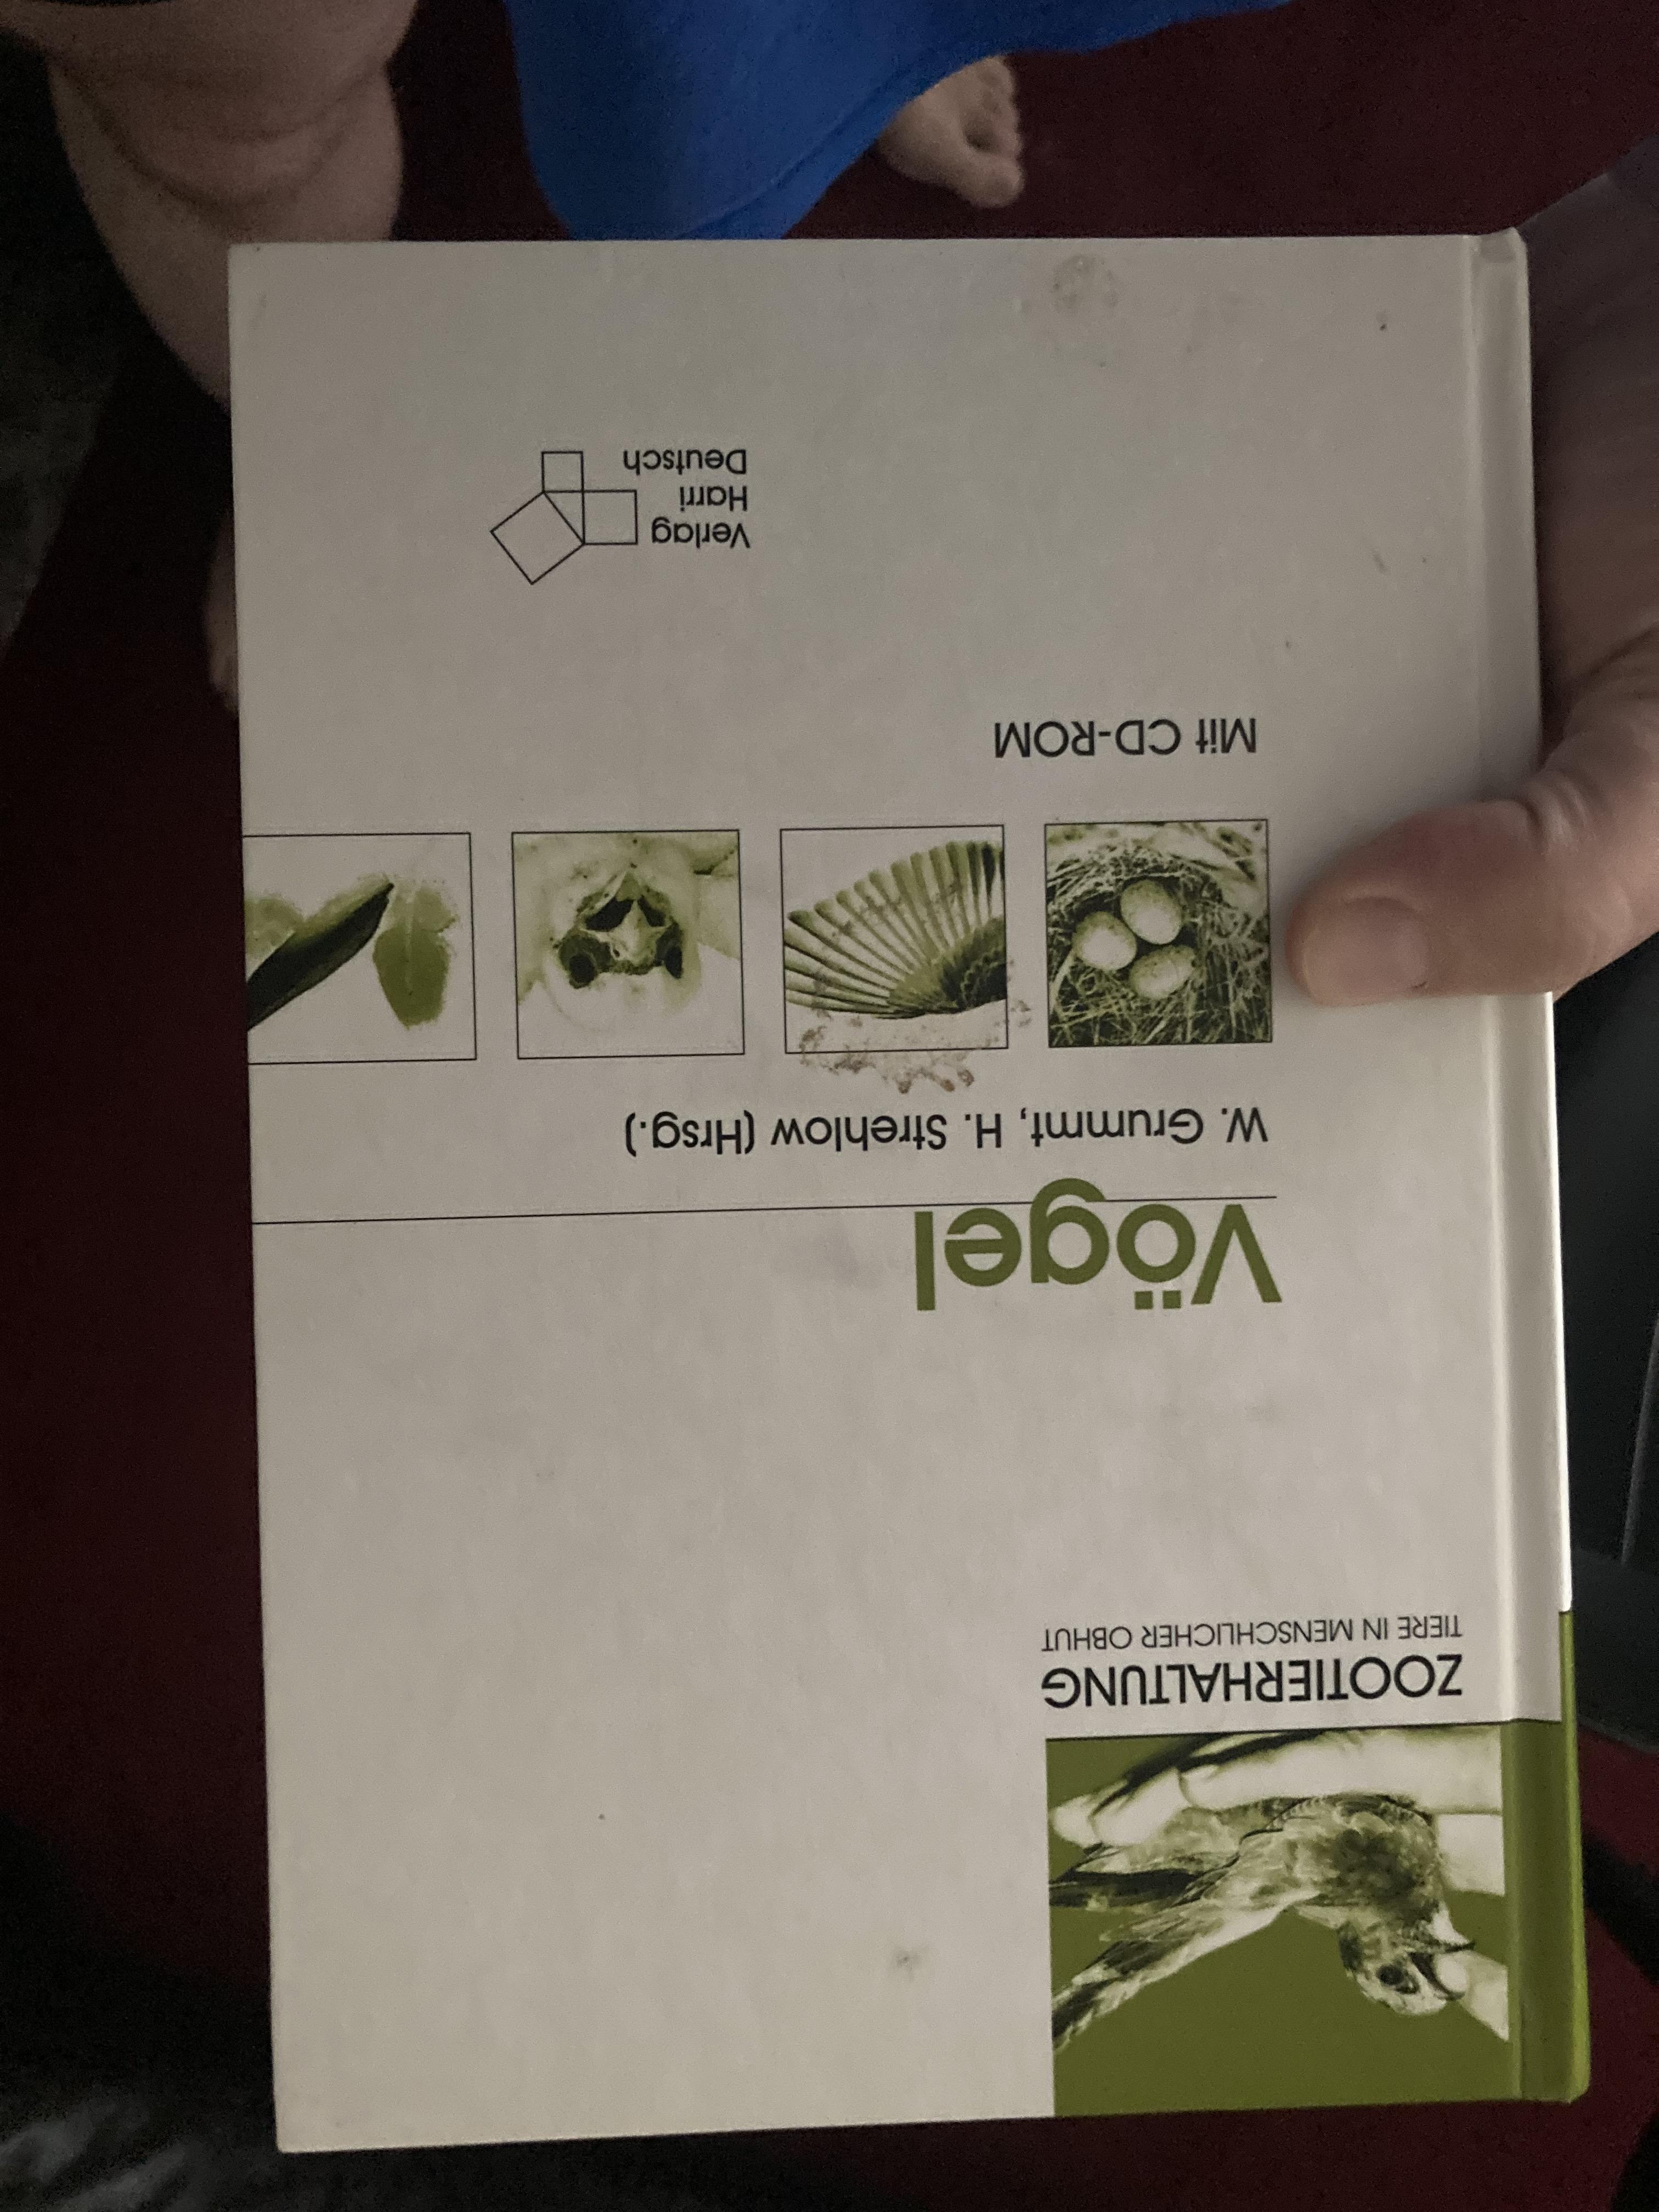 ZOOTIERHALTUNG
TIERE IN MENSCHLICHER OBHUT
Vögel
W. Grummt, H. Strehlow (Hrsg.)
Mit CD-ROM
Verlag
Harri
Deutsch